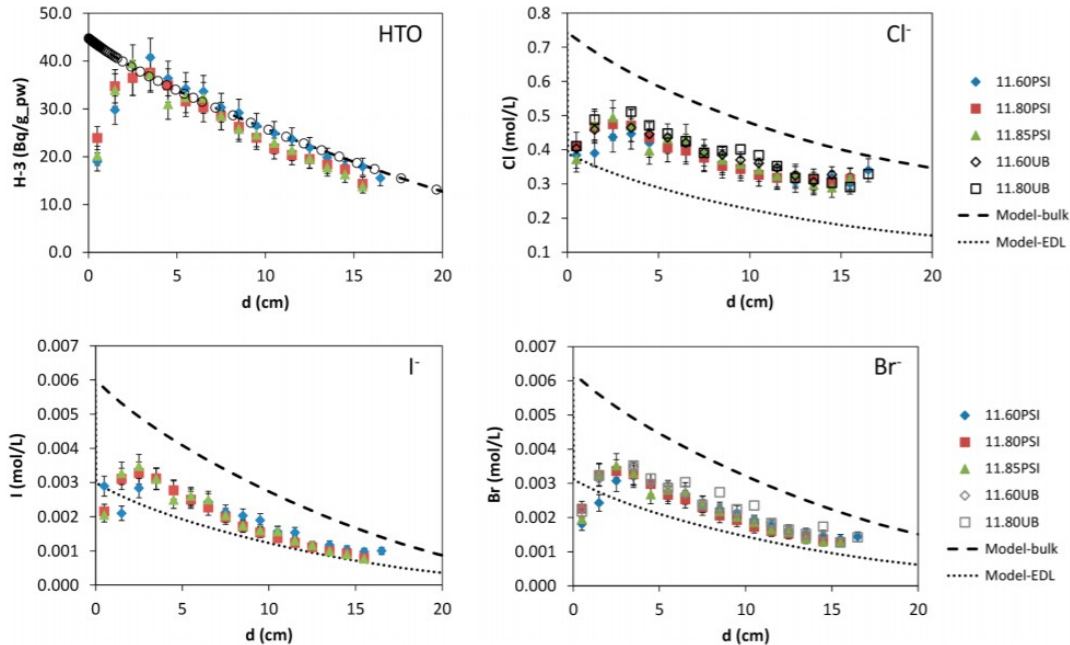 HTO
50.0
40.0
30.0
20.0
10.0
0.0
H-3 (Bq/g_pw)
0 5 10 15 20
d (cm)
Cl⁻
0.8
0.7
0.6
0.5
0.4
0.3
0.2
0.1
Cl (mol/L)
0 5 10 15 20
d (cm)
11.60PSI
11.80PSI
11.85PSI
11.60UB
11.80UB
Model-bulk
Model-EDL
I⁻
0.007
0.006
0.005
0.004
0.003
0.002
0.001
0.000
I (mol/L)
0 5 10 15 20
d (cm)
Br⁻
0.007
0.006
0.005
0.004
0.003
0.002
0.001
0.000
Br (mol/L)
0 5 10 15 20
d (cm)
11.60PSI
11.80PSI
11.85PSI
11.60UB
11.80UB
Model-bulk
Model-EDL